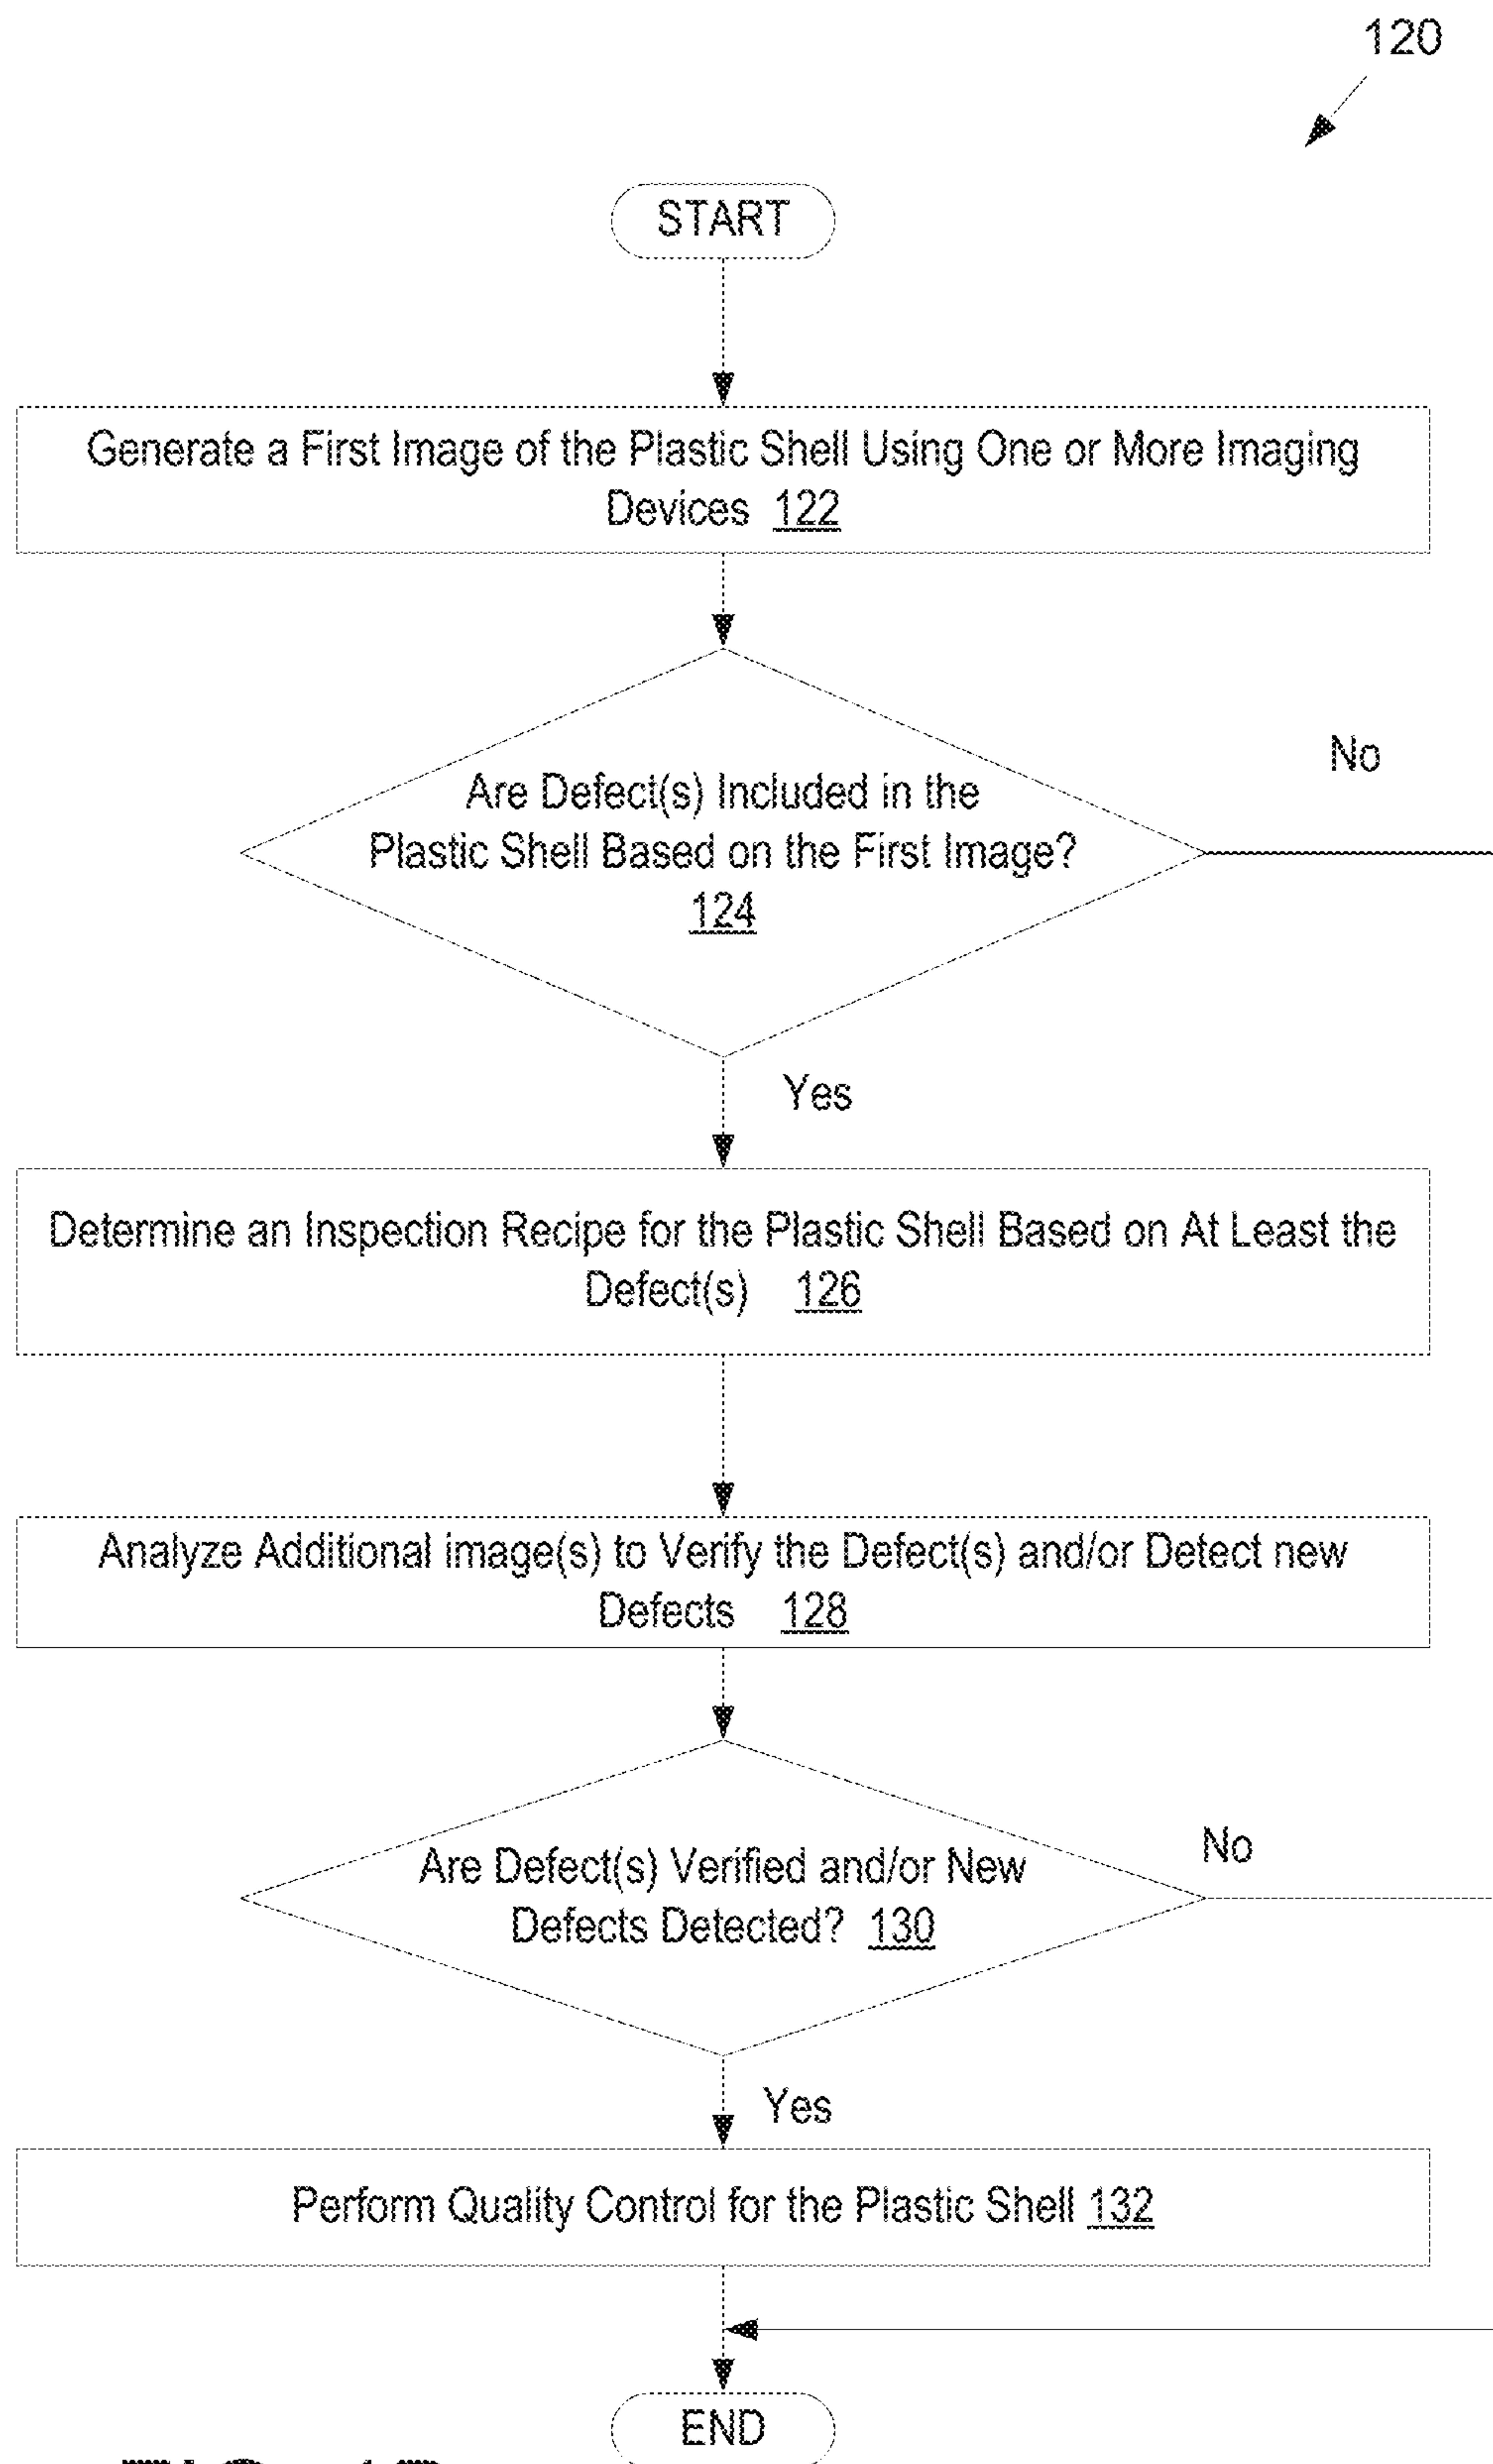 120
START
Generate a First Image of the Plastic Shell Using One or More Imaging
Devices 122
Are Defect(s) Included in the
Plastic Shell Based on the First Image?
124
No
Yes
Determine an Inspection Recipe for the Plastic Shell Based on At Least the
Defect(s) 126
Analyze Additional image(s) to Verify the Defect(s) and/or Detect new
Defects 128
Are Defect(s) Verified and/or New
Defects Detected? 130
No
Yes
Perform Quality Control for the Plastic Shell 132
END